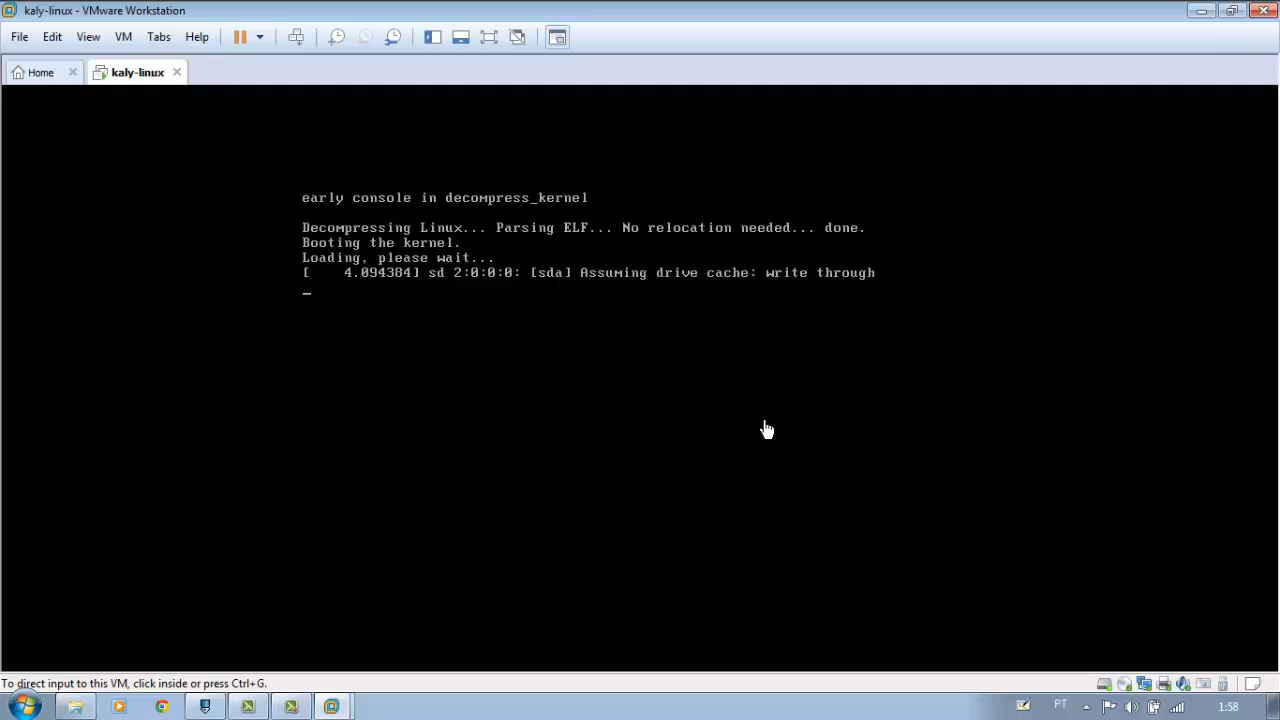 kaly-linux - VMware Workstation
File Edit View VM Tabs Help
Home kaly-linux
early console in decompress_kernel
Decompressing Linux... Parsing ELF... No relocation needed... done.
Booting the kernel.
Loading, please wait...
[    4.094384] sd 2:0:0:0: [sda] Assuming drive cache: write through
_
To direct input to this VM, click inside or press Ctrl+G.
PT 1:58